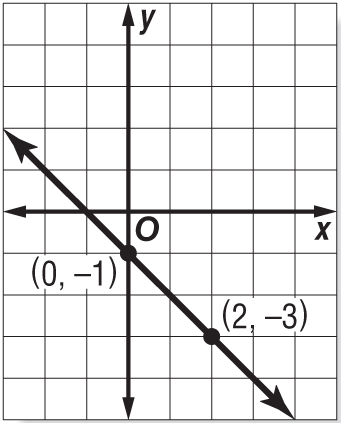 y
O
x
(0, –1)
(2, –3)